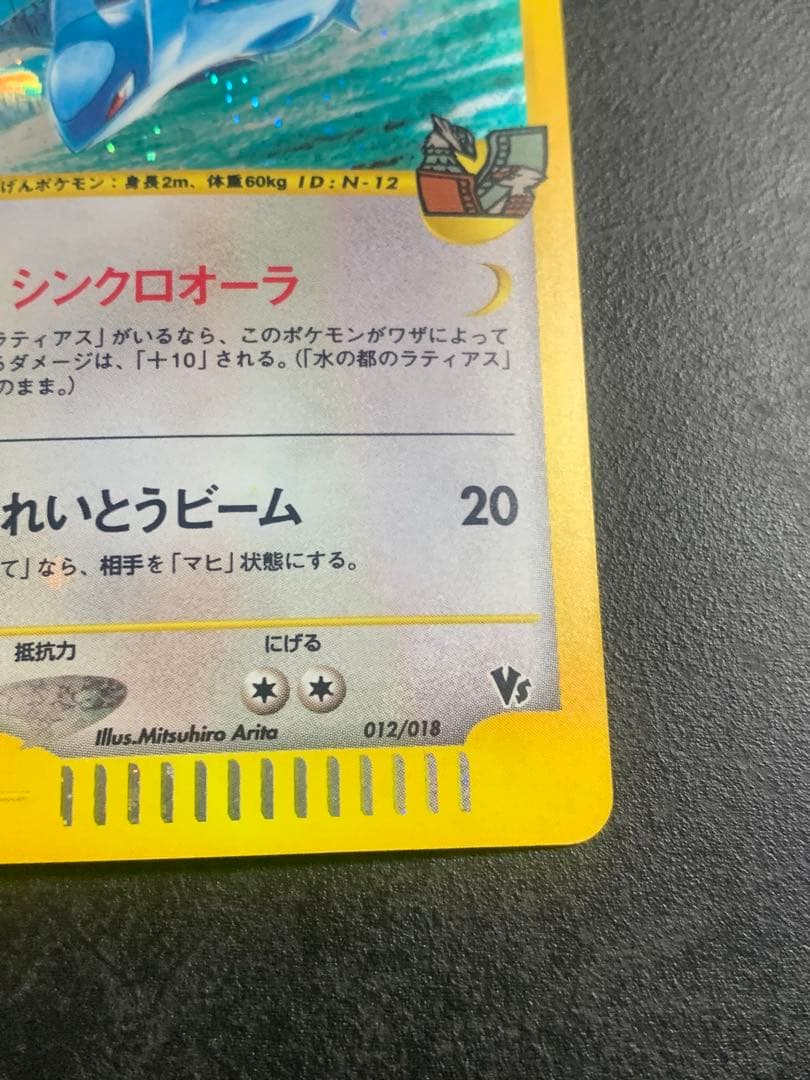 げんポケモン：身長2m、体重60kg ID：N-12
シンクロオーラ
ラティアス」がいるなら、このポケモンがワザによって
るダメージは、「＋10」される。（「水の都のラティアス」
のまま。）
れいとうビーム 20
て」なら、相手を「マヒ」状態にする。
抵抗力 にげる
Vs
Illus.Mitsuhiro Arita 012/018